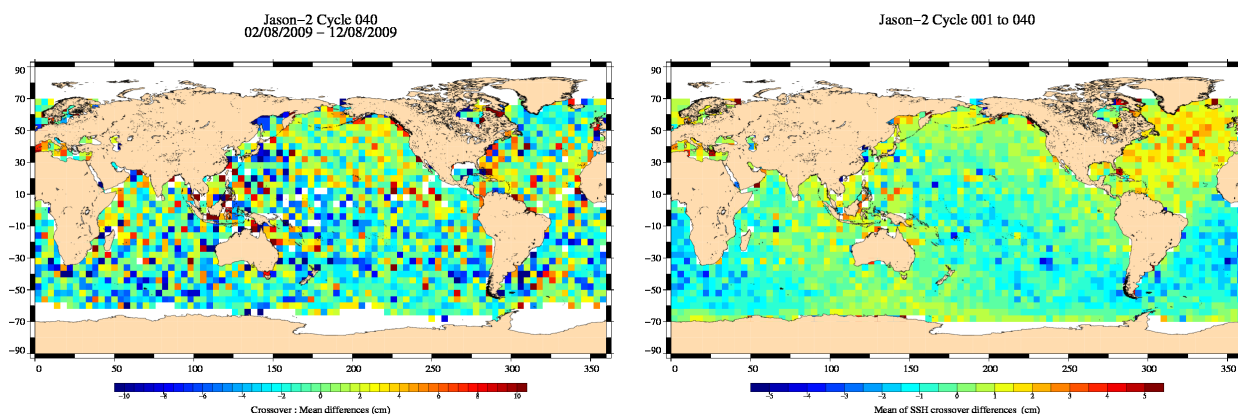 Jason−2 Cycle 040
02/08/2009 − 12/08/2009
90
70
50
30
10
−10
−30
−50
−70
−90
0 50 100 150 200 250 300 350
−10 −8 −6 −4 −2 0 2 4 6 8 10
Crossover : Mean differences (cm)
Jason−2 Cycle 001 to 040
90
70
50
30
10
−10
−30
−50
−70
−90
0 50 100 150 200 250 300 350
−5 −4 −3 −2 −1 0 1 2 3 4 5
Mean of SSH crossover differences (cm)